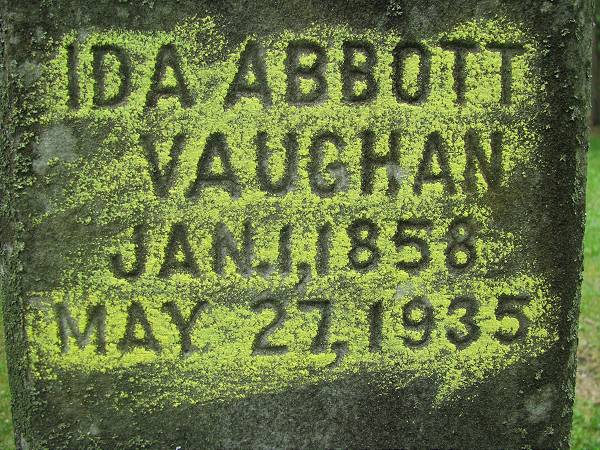 IDA ABBOTT
VAUGHAN
JAN. 1, 1858
MAY 27, 1935